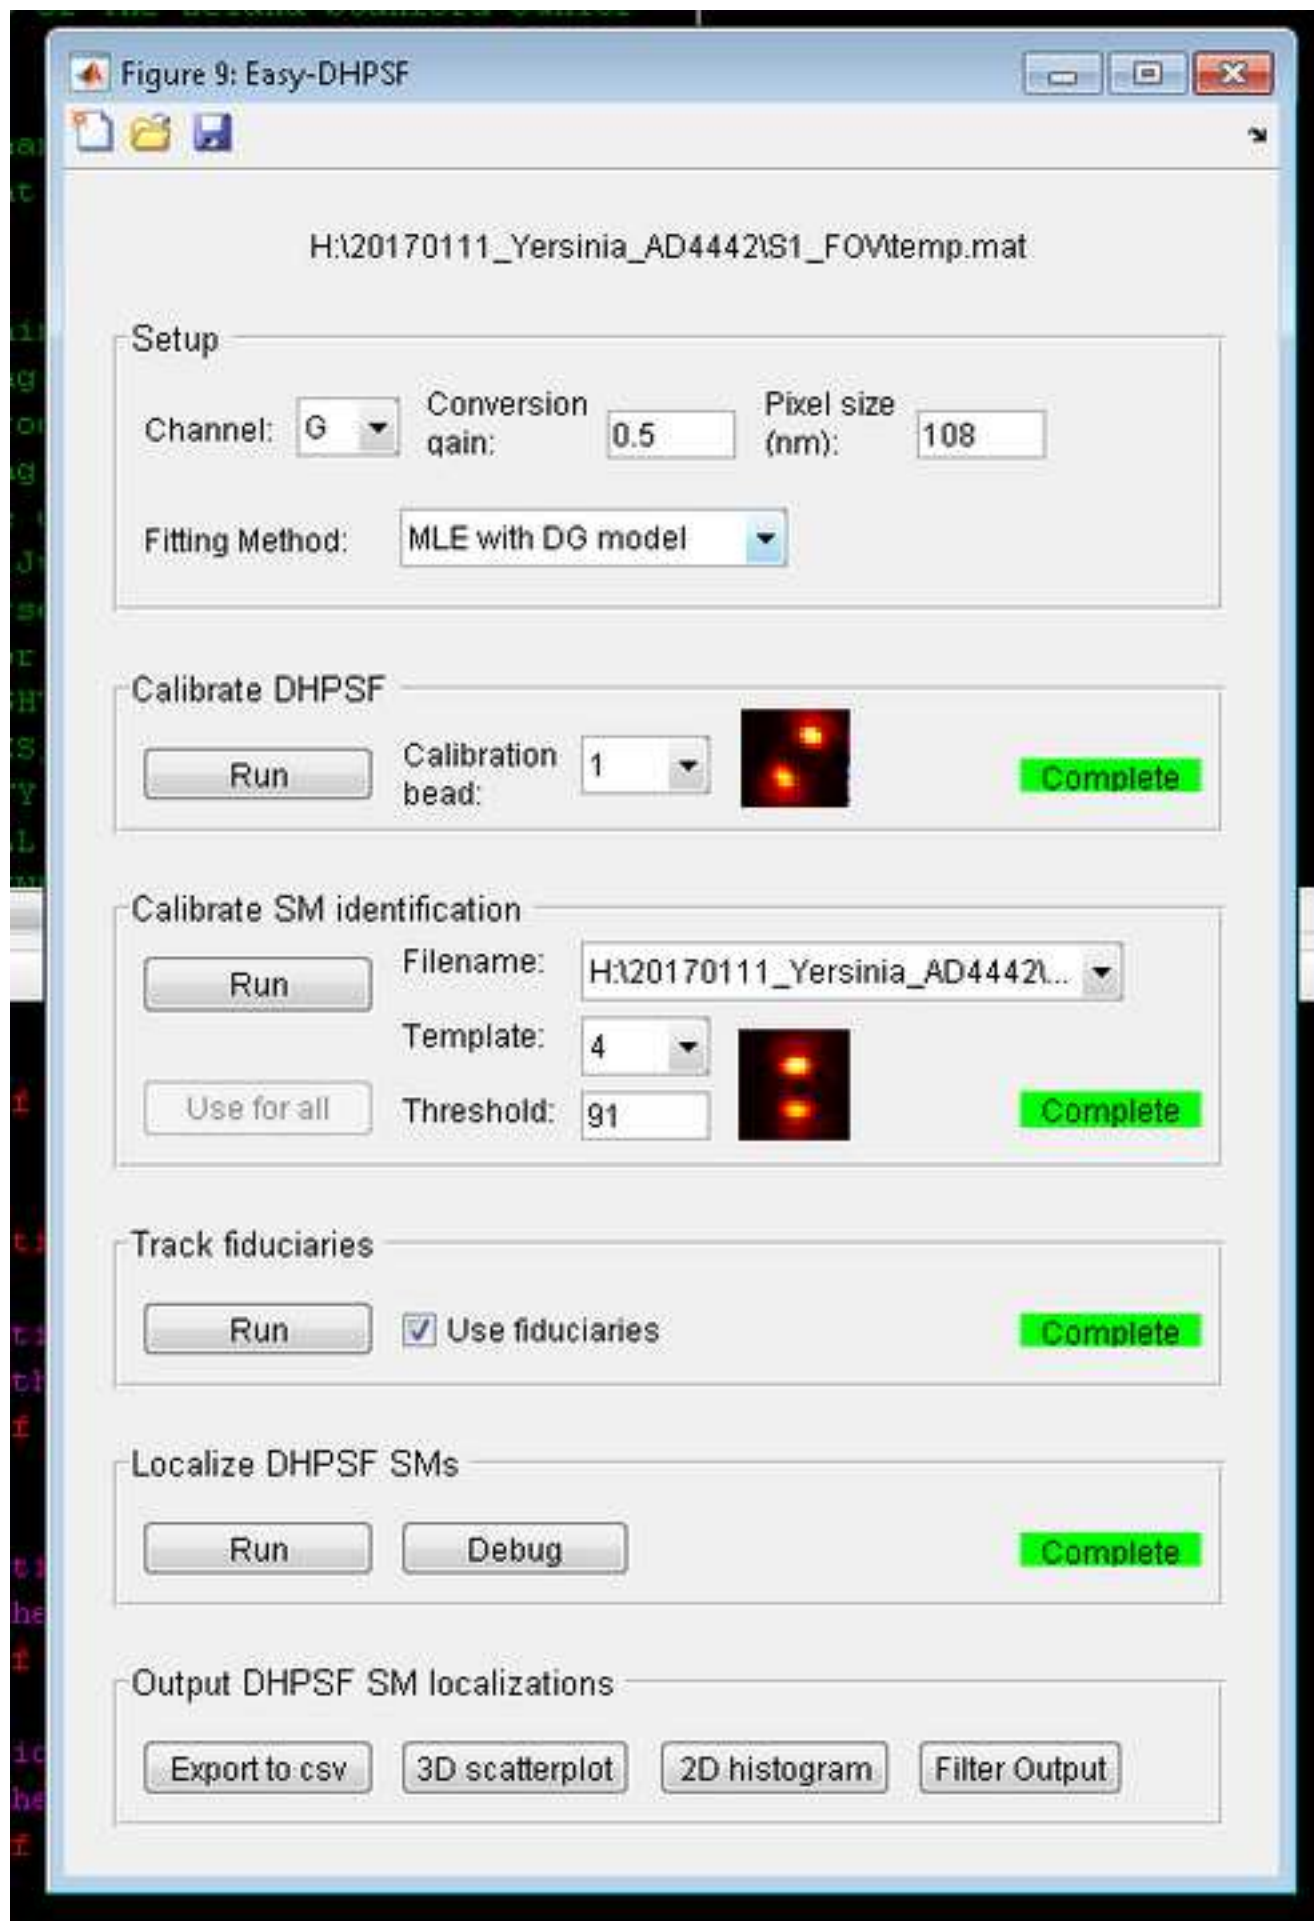 Figure 9: Easy-DHPSF
H:\20170111_Yersinia_AD4442\S1_FOV\temp.mat
Setup
Channel: G Conversion gain: 0.5 Pixel size (nm): 108
Fitting Method: MLE with DG model
Calibrate DHPSF
Run Calibration bead: 1 Complete
Calibrate SM identification
Run Filename: H:\20170111_Yersinia_AD4442\...
Template: 4
Use for all Threshold: 91 Complete
Track fiduciaries
Run Use fiduciaries Complete
Localize DHPSF SMs
Run Debug Complete
Output DHPSF SM localizations
Export to csv 3D scatterplot 2D histogram Filter Output